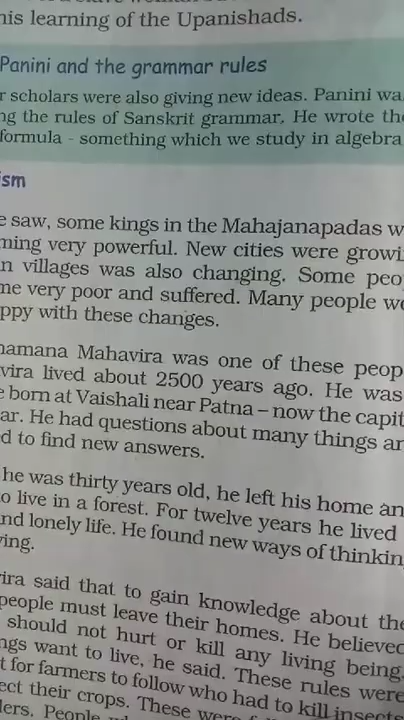 his learning of the Upanishads.
Panini and the grammar rules
r scholars were also giving new ideas. Panini wa
ng the rules of Sanskrit grammar. He wrote the
formula - something which we study in algebra
ism
e saw, some kings in the Mahajanapadas w
ming very powerful. New cities were growi
n villages was also changing. Some peo
me very poor and suffered. Many people we
ppy with these changes.
hamana Mahavira was one of these peop
vira lived about 2500 years ago. He was
e born at Vaishali near Patna – now the capit
ar. He had questions about many things an
d to find new answers.
he was thirty years old, he left his home an
o live in a forest. For twelve years he lived
nd lonely life. He found new ways of thinkin
ving.
ira said that to gain knowledge about the
people must leave their homes. He believed
should not hurt or kill any living being.
ngs want to live, he said. These rules were
t for farmers to follow who had to kill insect
ect their crops. These were
lers. People